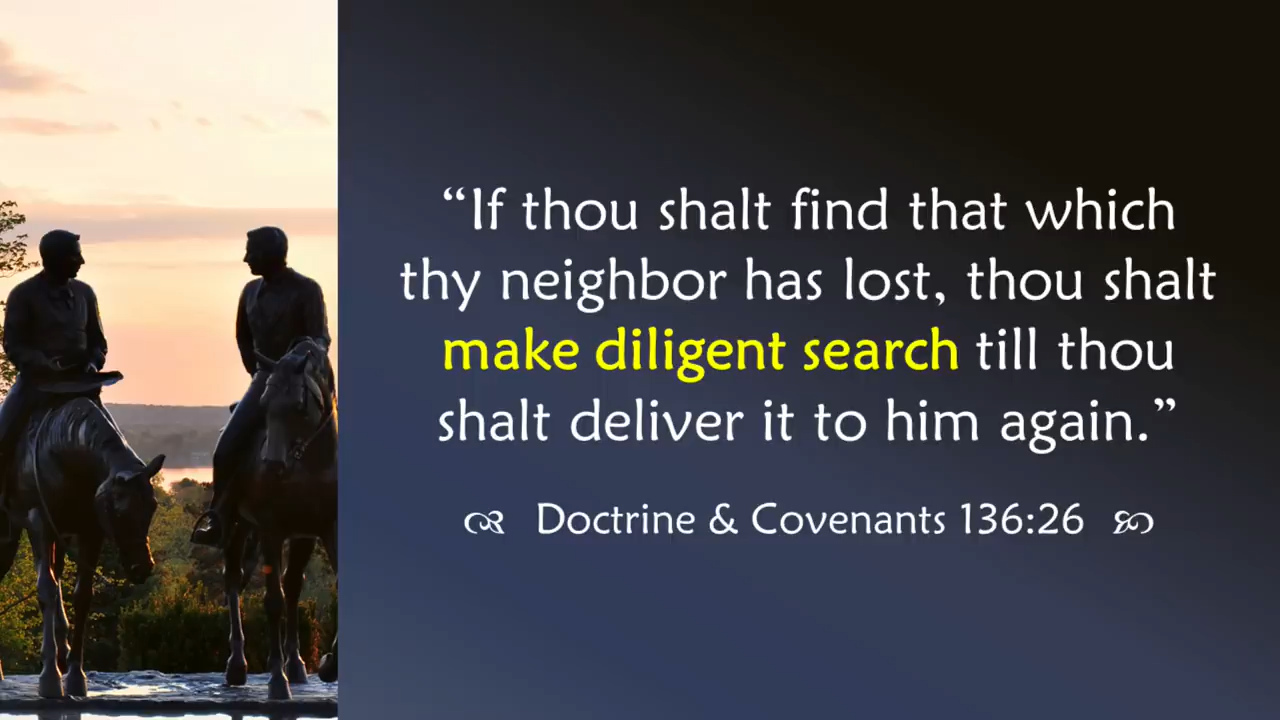 “If thou shalt find that which
thy neighbor has lost, thou shalt
make diligent search till thou
shalt deliver it to him again.”
Doctrine & Covenants 136:26